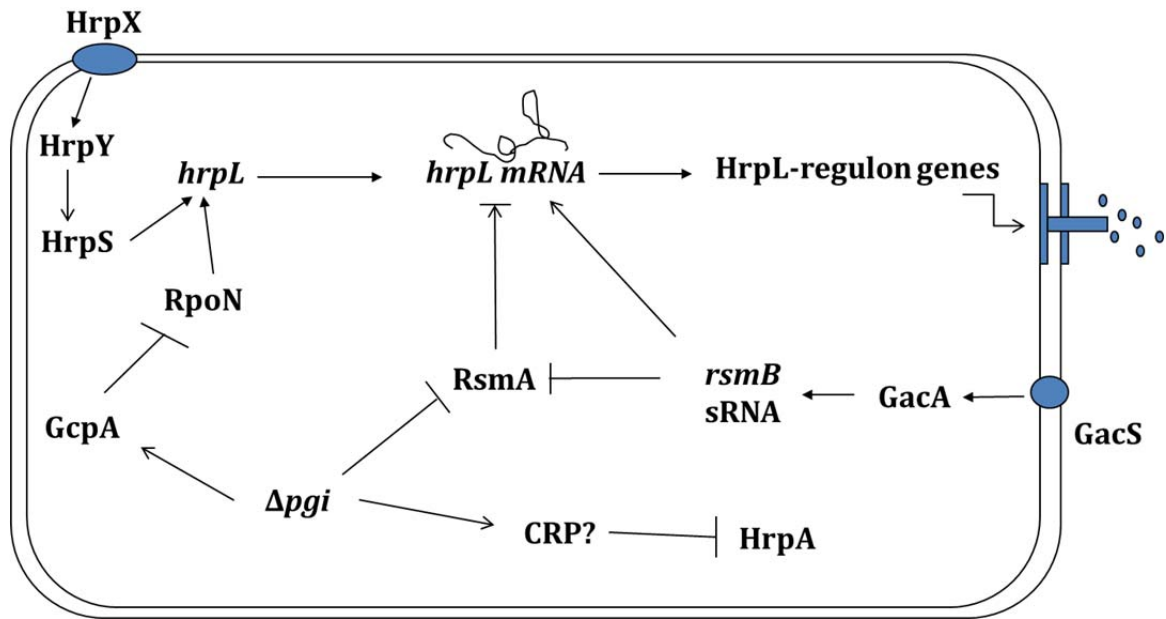 HrpX
HrpY
hrpL
hrpL mRNA
HrpL-regulon genes
HrpS
RpoN
RsmA
rsmB
sRNA
GacA
GacS
GcpA
Δpgi
CRP?
HrpA